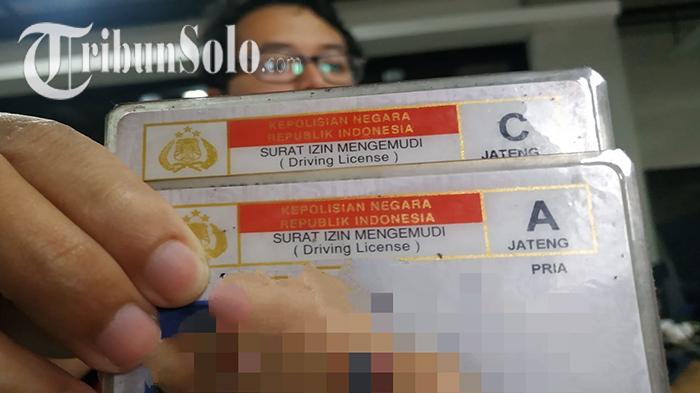 TribunSolo.com
KEPOLISIAN NEGARA
REPUBLIK INDONESIA
SURAT IZIN MENGEMUDI
( Driving License )
C
JATENG
KEPOLISIAN NEGARA
REPUBLIK INDONESIA
SURAT IZIN MENGEMUDI
( Driving License )
A
JATENG
PRIA